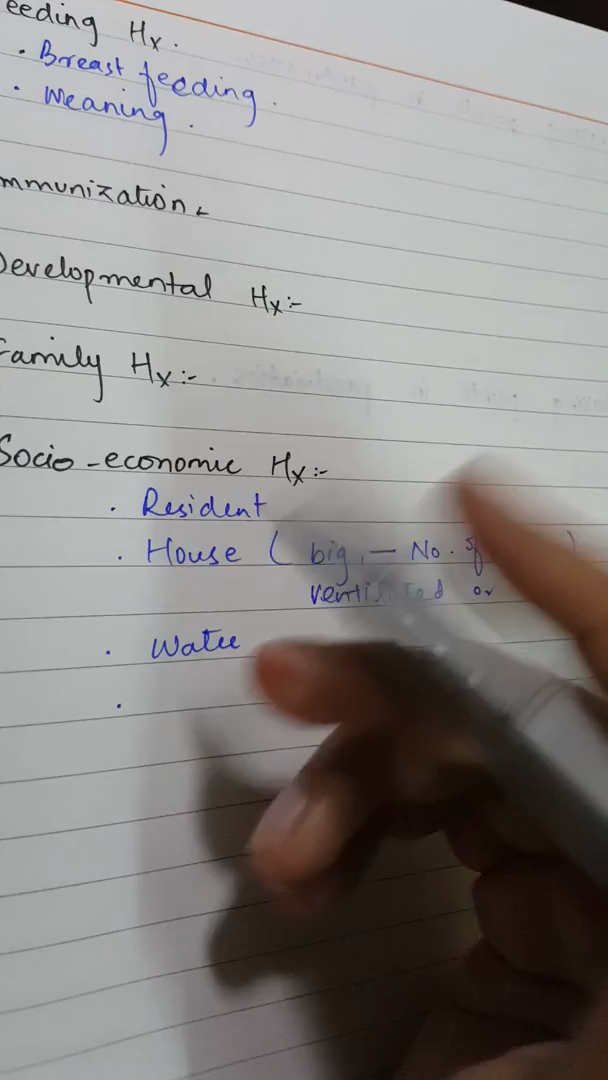 eeding Hx.
. Breast feeding.
. Weaning.
mmunization.
Developmental Hx:-
Family Hx:-
Socio-economic Hx:-
. Resident
. House ( big, - No. of )
or
. Water
.